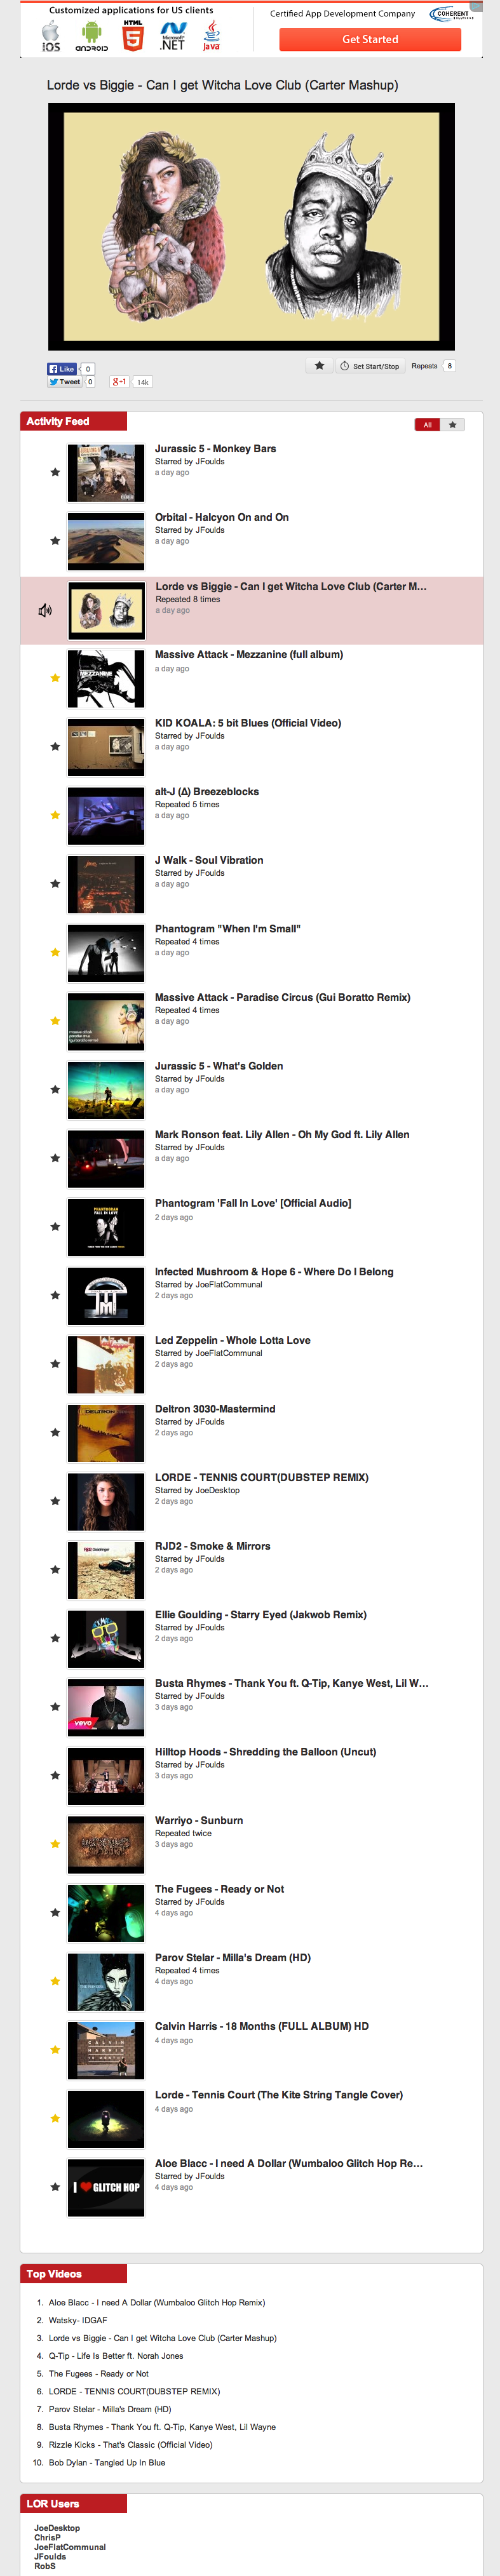 Customized applications for US clients
Certified App Development Company
COHERENT
iOS
ANDROID
HTML
5
Microsoft
.NET
Java
Get Started
Lorde vs Biggie - Can I get Witcha Love Club (Carter Mashup)
Like 0
Tweet 0
g+1 14k
Set Start/Stop
Repeats 8
Activity Feed
All
Jurassic 5 - Monkey Bars
Starred by JFoulds
a day ago
Orbital - Halcyon On and On
Starred by JFoulds
a day ago
Lorde vs Biggie - Can I get Witcha Love Club (Carter M...
Repeated 8 times
a day ago
Massive Attack - Mezzanine (full album)
a day ago
KID KOALA: 5 bit Blues (Official Video)
Starred by JFoulds
a day ago
alt-J (∆) Breezeblocks
Repeated 5 times
a day ago
J Walk - Soul Vibration
Starred by JFoulds
a day ago
Phantogram "When I'm Small"
Repeated 4 times
a day ago
Massive Attack - Paradise Circus (Gui Boratto Remix)
Repeated 4 times
a day ago
Jurassic 5 - What's Golden
Starred by JFoulds
a day ago
Mark Ronson feat. Lily Allen - Oh My God ft. Lily Allen
Starred by JFoulds
a day ago
PHANTOGRAM
FALL IN LOVE
Phantogram 'Fall In Love' [Official Audio]
2 days ago
Infected Mushroom & Hope 6 - Where Do I Belong
Starred by JoeFlatCommunal
2 days ago
Led Zeppelin - Whole Lotta Love
Starred by JoeFlatCommunal
2 days ago
DELTRON
Deltron 3030-Mastermind
Starred by JFoulds
2 days ago
LORDE - TENNIS COURT(DUBSTEP REMIX)
Starred by JoeDesktop
2 days ago
RJD2 - Smoke & Mirrors
Starred by JFoulds
2 days ago
Ellie Goulding - Starry Eyed (Jakwob Remix)
Starred by JFoulds
2 days ago
vevo
Busta Rhymes - Thank You ft. Q-Tip, Kanye West, Lil W...
Starred by JFoulds
3 days ago
Hilltop Hoods - Shredding the Balloon (Uncut)
Starred by JFoulds
3 days ago
Warriyo - Sunburn
Repeated twice
3 days ago
The Fugees - Ready or Not
Starred by JFoulds
4 days ago
Parov Stelar - Milla's Dream (HD)
Repeated 4 times
4 days ago
CALVIN
HARRIS
Calvin Harris - 18 Months (FULL ALBUM) HD
4 days ago
Lorde - Tennis Court (The Kite String Tangle Cover)
4 days ago
I ❤ GLITCH HOP
Aloe Blacc - I need A Dollar (Wumbaloo Glitch Hop Re...
Starred by JFoulds
4 days ago
Top Videos
1. Aloe Blacc - I need A Dollar (Wumbaloo Glitch Hop Remix)
2. Watsky- IDGAF
3. Lorde vs Biggie - Can I get Witcha Love Club (Carter Mashup)
4. Q-Tip - Life Is Better ft. Norah Jones
5. The Fugees - Ready or Not
6. LORDE - TENNIS COURT(DUBSTEP REMIX)
7. Parov Stelar - Milla's Dream (HD)
8. Busta Rhymes - Thank You ft. Q-Tip, Kanye West, Lil Wayne
9. Rizzle Kicks - That's Classic (Official Video)
10. Bob Dylan - Tangled Up In Blue
LOR Users
JoeDesktop
ChrisP
JoeFlatCommunal
JFoulds
RobS